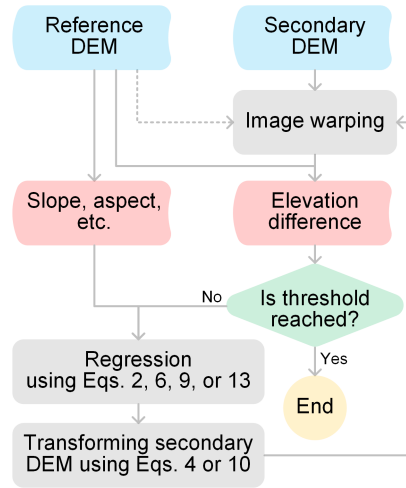 Reference
DEM
Secondary
DEM
Image warping
Slope, aspect,
etc.
Elevation
difference
No
Is threshold
reached?
Yes
Regression
using Eqs. 2, 6, 9, or 13
End
Transforming secondary
DEM using Eqs. 4 or 10